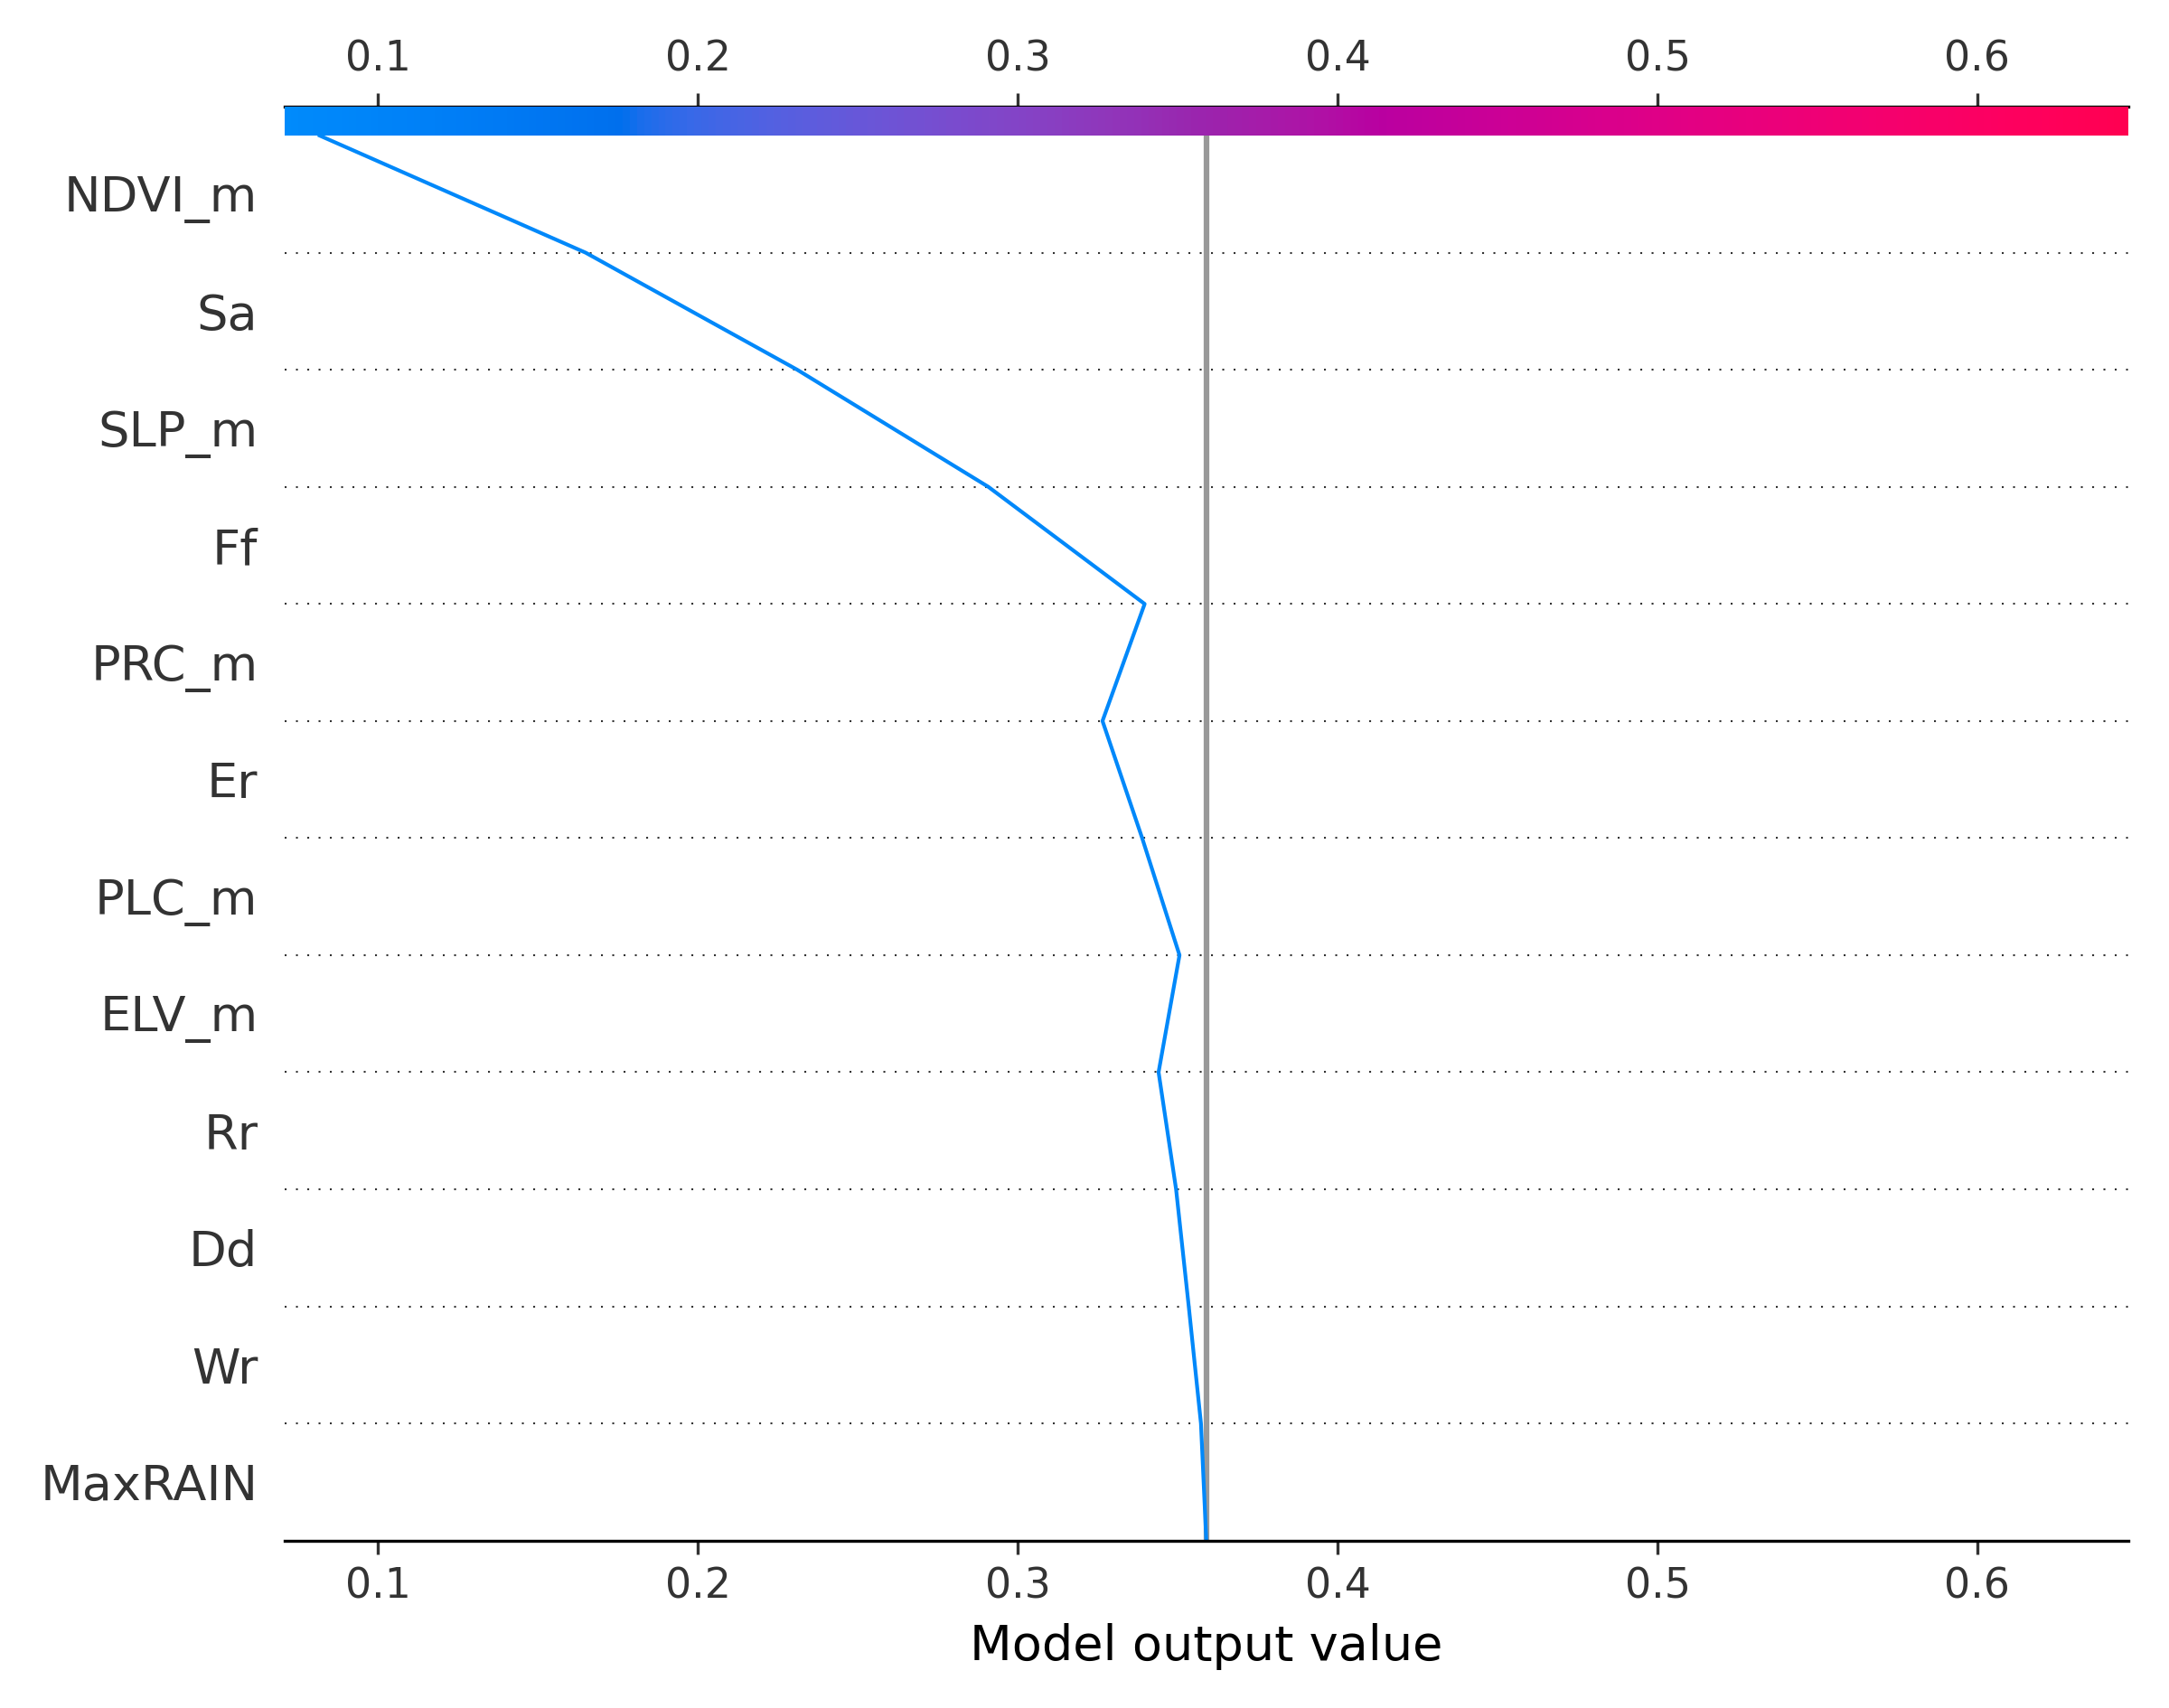 0.1 0.2 0.3 0.4 0.5 0.6
NDVI_m
Sa
SLP_m
Ff
PRC_m
Er
PLC_m
ELV_m
Rr
Dd
Wr
MaxRAIN
0.1 0.2 0.3 0.4 0.5 0.6
Model output value